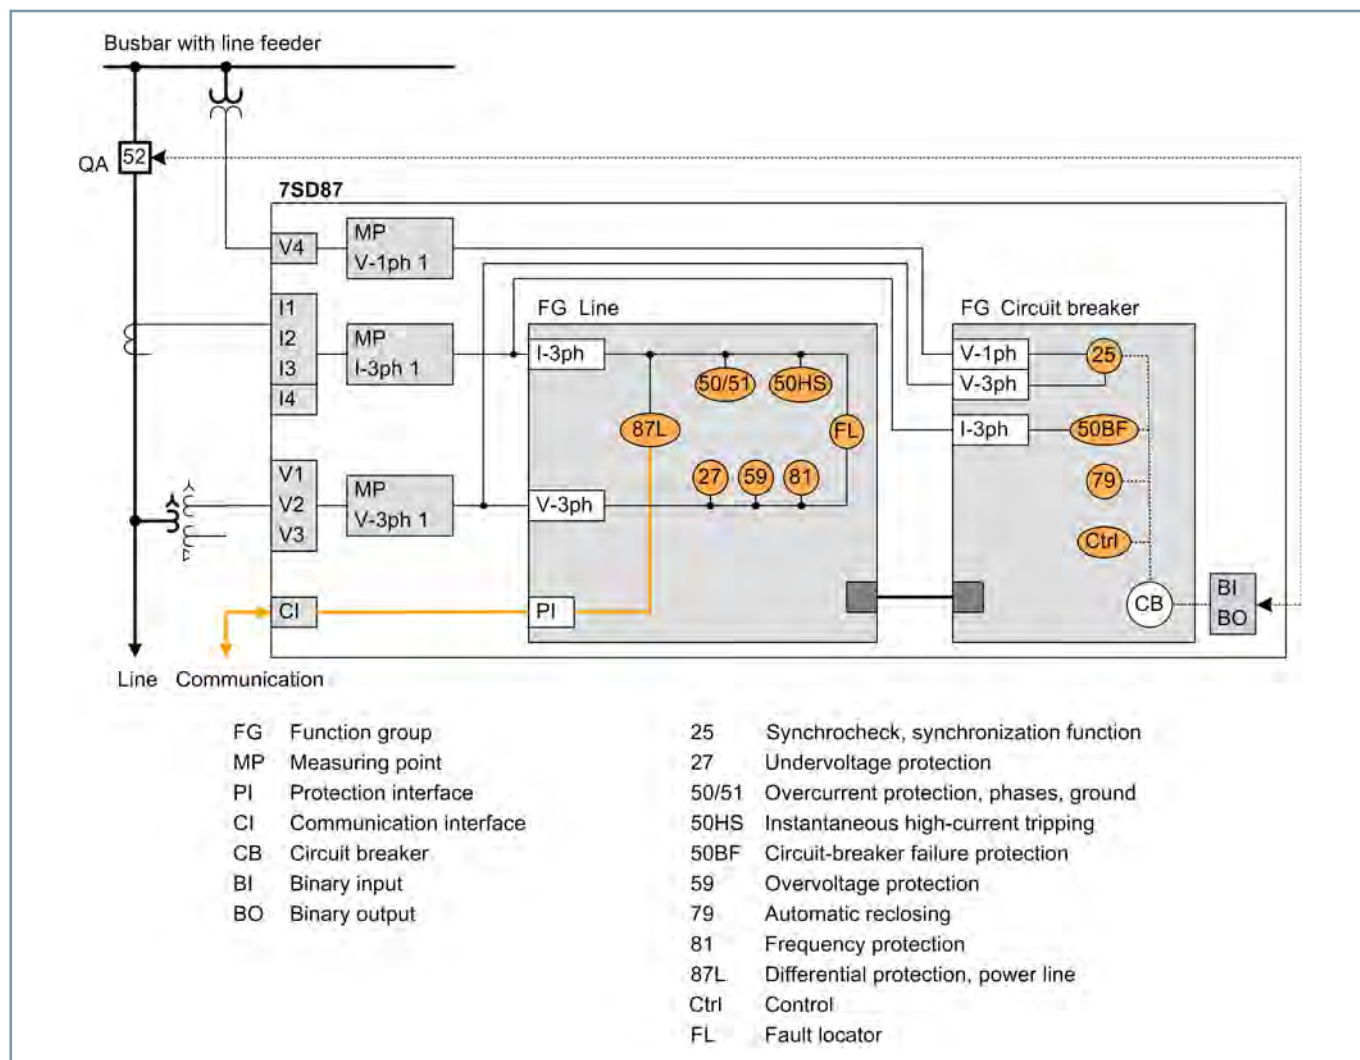 Busbar with line feeder
QA
52
7SD87
V4
MP
V-1ph 1
I1
I2
I3
I4
MP
I-3ph 1
V1
V2
V3
MP
V-3ph 1
CI
FG Line
I-3ph
50/51
50HS
87L
FL
27
59
81
V-3ph
PI
FG Circuit breaker
V-1ph
25
V-3ph
I-3ph
50BF
79
Ctrl
CB
BI
BO
Line
Communication
FG Function group
MP Measuring point
PI Protection interface
CI Communication interface
CB Circuit breaker
BI Binary input
BO Binary output
25 Synchrocheck, synchronization function
27 Undervoltage protection
50/51 Overcurrent protection, phases, ground
50HS Instantaneous high-current tripping
50BF Circuit-breaker failure protection
59 Overvoltage protection
79 Automatic reclosing
81 Frequency protection
87L Differential protection, power line
Ctrl Control
FL Fault locator